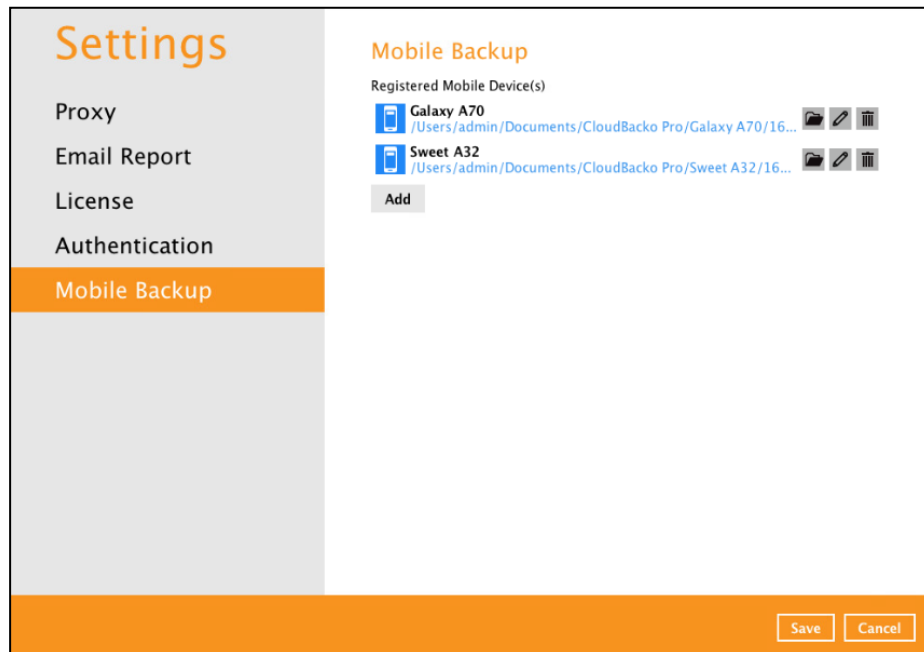 Settings
Proxy
Email Report
License
Authentication
Mobile Backup
Mobile Backup
Registered Mobile Device(s)
Galaxy A70
/Users/admin/Documents/CloudBacko Pro/Galaxy A70/16...
Sweet A32
/Users/admin/Documents/CloudBacko Pro/Sweet A32/16...
Add
Save
Cancel